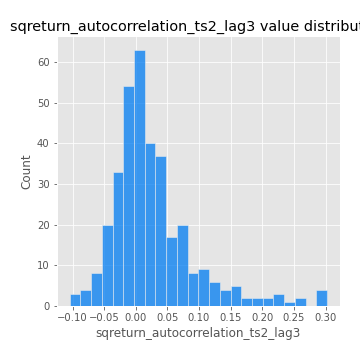 sqreturn_autocorrelation_ts2_lag3 value distribut
60
50
40
30
20
10
0
Count
−0.10 −0.05 0.00 0.05 0.10 0.15 0.20 0.25 0.30
sqreturn_autocorrelation_ts2_lag3